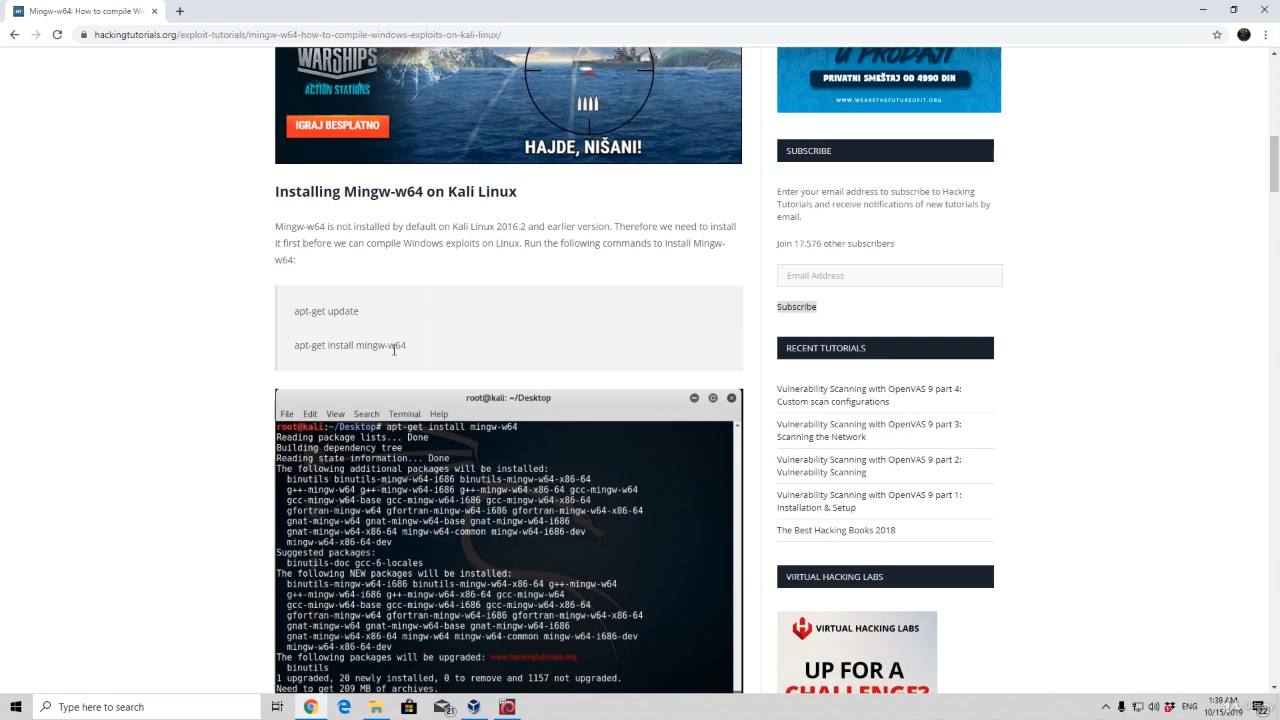 Mingw-w64: How to compile Win
hackingtutorials.org/exploit-tutorials/mingw-w64-how-to-compile-windows-exploits-on-kali-linux/
WARSHIPS
ACTION STATIONS
IGRAJ BESPLATNO
HAJDE, NIŠANI!
U PRODAJI
PRIVATNI SMEŠTAJ OD 4990 DIN
WWW.WEARETHEFUTUREOFIT.ORG
Installing Mingw-w64 on Kali Linux
Mingw-w64 is not installed by default on Kali Linux 2016.2 and earlier version. Therefore we need to install
it first before we can compile Windows exploits on Linux. Run the following commands to install Mingw-
w64:
apt-get update
apt-get install mingw-w64
root@kali: ~/Desktop
File Edit View Search Terminal Help
root@kali:~/Desktop# apt-get install mingw-w64
Reading package lists... Done
Building dependency tree
Reading state information... Done
The following additional packages will be installed:
binutils binutils-mingw-w64-i686 binutils-mingw-w64-x86-64
g++-mingw-w64 g++-mingw-w64-i686 g++-mingw-w64-x86-64 gcc-mingw-w64
gcc-mingw-w64-base gcc-mingw-w64-i686 gcc-mingw-w64-x86-64
gfortran-mingw-w64 gfortran-mingw-w64-i686 gfortran-mingw-w64-x86-64
gnat-mingw-w64 gnat-mingw-w64-base gnat-mingw-w64-i686
gnat-mingw-w64-x86-64 mingw-w64-common mingw-w64-i686-dev
mingw-w64-x86-64-dev
Suggested packages:
binutils-doc gcc-6-locales
The following NEW packages will be installed:
binutils-mingw-w64-i686 binutils-mingw-w64-x86-64 g++-mingw-w64
g++-mingw-w64-i686 g++-mingw-w64-x86-64 gcc-mingw-w64
gcc-mingw-w64-base gcc-mingw-w64-i686 gcc-mingw-w64-x86-64
gfortran-mingw-w64 gfortran-mingw-w64-i686 gfortran-mingw-w64-x86-64
gnat-mingw-w64 gnat-mingw-w64-base gnat-mingw-w64-i686
gnat-mingw-w64-x86-64 mingw-w64 mingw-w64-common mingw-w64-i686-dev
mingw-w64-x86-64-dev
The following packages will be upgraded: www.hackingtutorials.org
binutils
1 upgraded, 20 newly installed, 0 to remove and 1157 not upgraded.
Need to get 209 MB of archives.
SUBSCRIBE
Enter your email address to subscribe to Hacking
Tutorials and receive notifications of new tutorials by
email.
Join 17,576 other subscribers
Email Address
Subscribe
RECENT TUTORIALS
Vulnerability Scanning with OpenVAS 9 part 4:
Custom scan configurations
Vulnerability Scanning with OpenVAS 9 part 3:
Scanning the Network
Vulnerability Scanning with OpenVAS 9 part 2:
Vulnerability Scanning
Vulnerability Scanning with OpenVAS 9 part 1:
Installation & Setup
The Best Hacking Books 2018
VIRTUAL HACKING LABS
VIRTUAL HACKING LABS
UP FOR A
CHALLENGE?
Type here to search
21
ENG
1:39 AM
10/15/2019
22